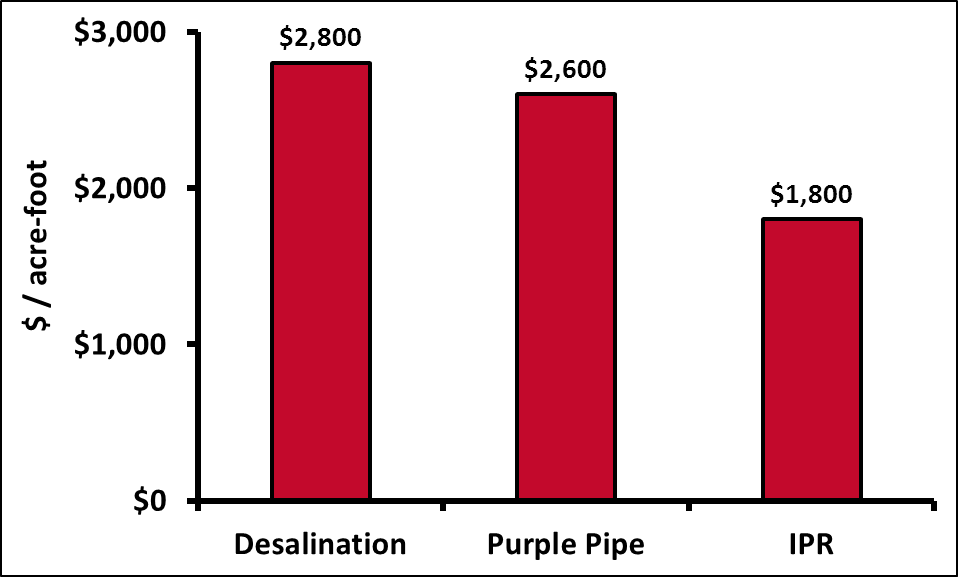 $3,000
$2,000
$1,000
$0
$ / acre-foot
$2,800
$2,600
$1,800
Desalination
Purple Pipe
IPR